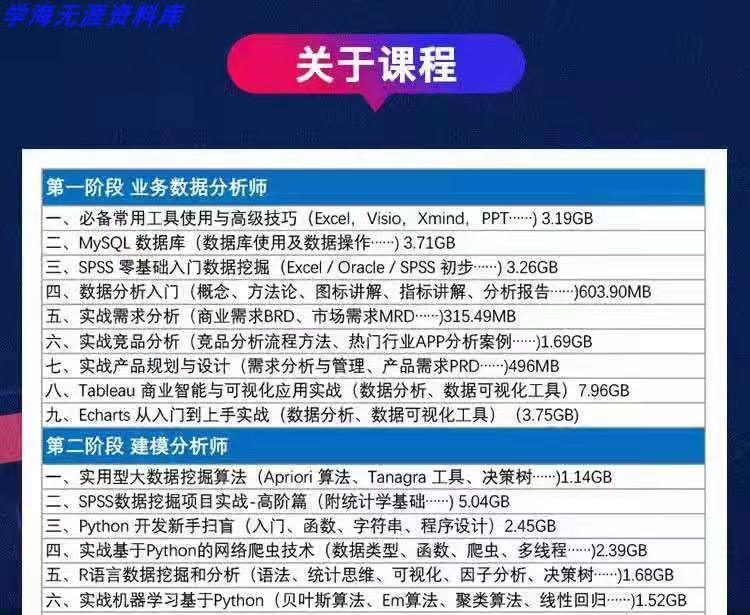 学海无涯资料库
关于课程
第一阶段 业务数据分析师
一、必备常用工具使用与高级技巧（Excel，Visio，Xmind，PPT······) 3.19GB
二、MySQL 数据库（数据库使用及数据操作······) 3.71GB
三、SPSS 零基础入门数据挖掘（Excel / Oracle / SPSS 初步······) 3.26GB
四、数据分析入门（概念、方法论、图标讲解、指标讲解、分析报告······)603.90MB
五、实战需求分析（商业需求BRD、市场需求MRD······)315.49MB
六、实战竞品分析（竞品分析流程方法、热门行业APP分析案例······)1.69GB
七、实战产品规划与设计（需求分析与管理、产品需求PRD······)496MB
八、Tableau 商业智能与可视化应用实战（数据分析、数据可视化工具）7.96GB
九、Echarts 从入门到上手实战（数据分析、数据可视化工具）（3.75GB)
第二阶段 建模分析师
一、实用型大数据挖掘算法（Apriori 算法、Tanagra 工具、决策树······)1.14GB
二、SPSS数据挖掘项目实战-高阶篇（附统计学基础······) 5.04GB
三、Python 开发新手扫盲（入门、函数、字符串、程序设计）2.45GB
四、实战基于Python的网络爬虫技术（数据类型、函数、爬虫、多线程······)2.39GB
五、R语言数据挖掘和分析（语法、统计思维、可视化、因子分析、决策树······)1.68GB
六、实战机器学习基于Python（贝叶斯算法、Em算法、聚类算法、线性回归······)1.52GB